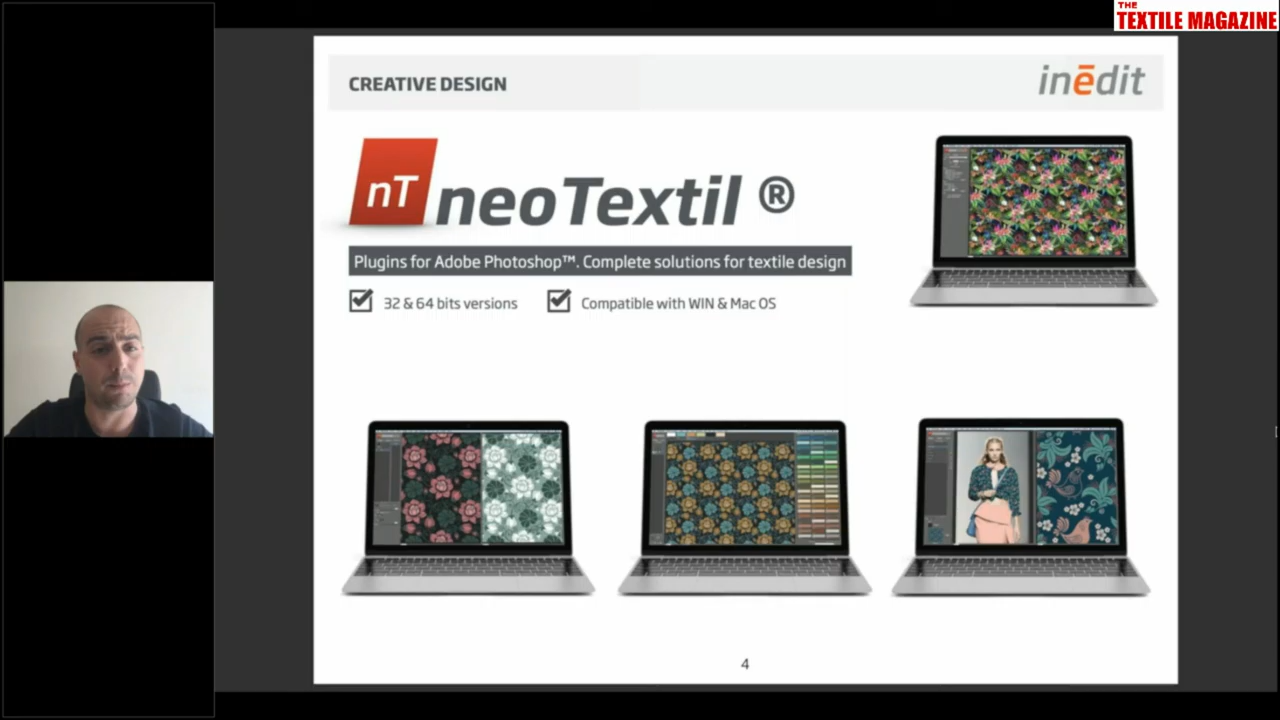 THE
TEXTILE MAGAZINE
CREATIVE DESIGN
inēdit
nT neoTextil ®
Plugins for Adobe Photoshop™. Complete solutions for textile design
32 & 64 bits versions
Compatible with WIN & Mac OS
4